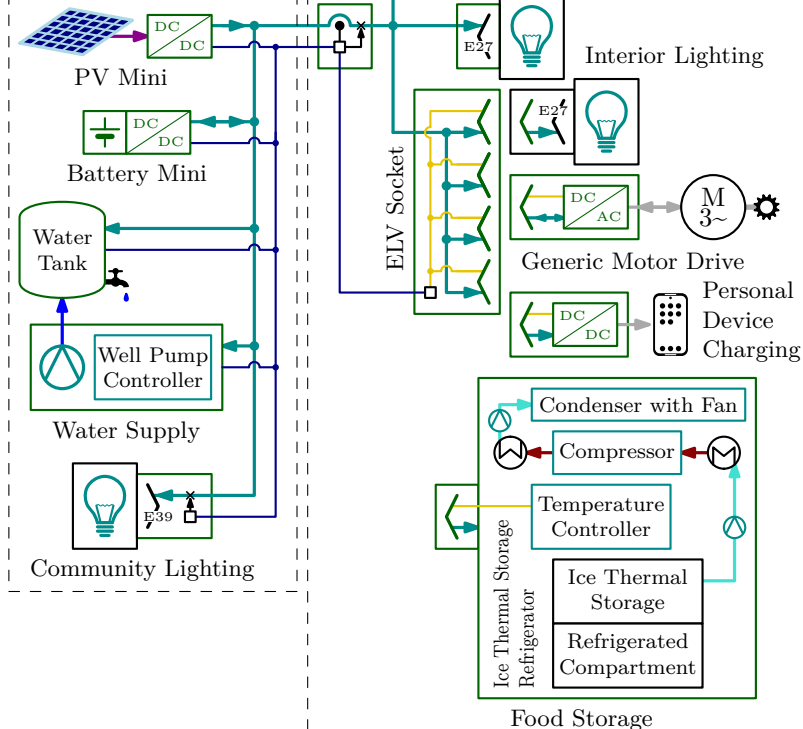 DC
DC
PV Mini
DC
DC
Battery Mini
Water
Tank
Well Pump
Controller
Water Supply
E39
Community Lighting
E27
Interior Lighting
E27
ELV Socket
DC
AC
M
3~
Generic Motor Drive
DC
DC
Personal
Device
Charging
Condenser with Fan
Compressor
Temperature
Controller
Ice Thermal Storage
Refrigerator
Ice Thermal
Storage
Refrigerated
Compartment
Food Storage